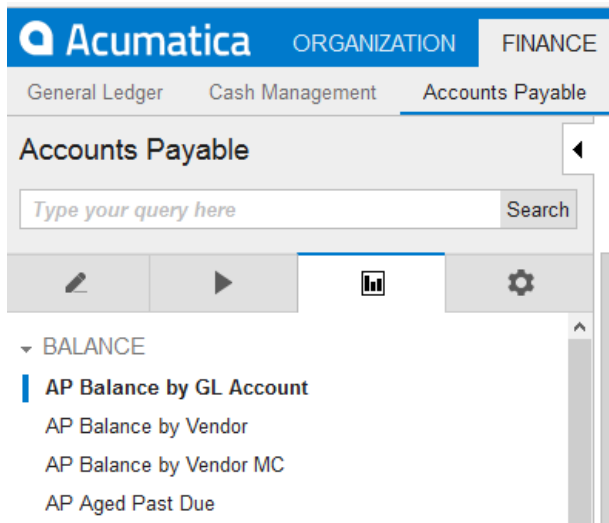 Acumatica ORGANIZATION FINANCE
General Ledger Cash Management Accounts Payable
Accounts Payable
Type your query here Search
BALANCE
AP Balance by GL Account
AP Balance by Vendor
AP Balance by Vendor MC
AP Aged Past Due